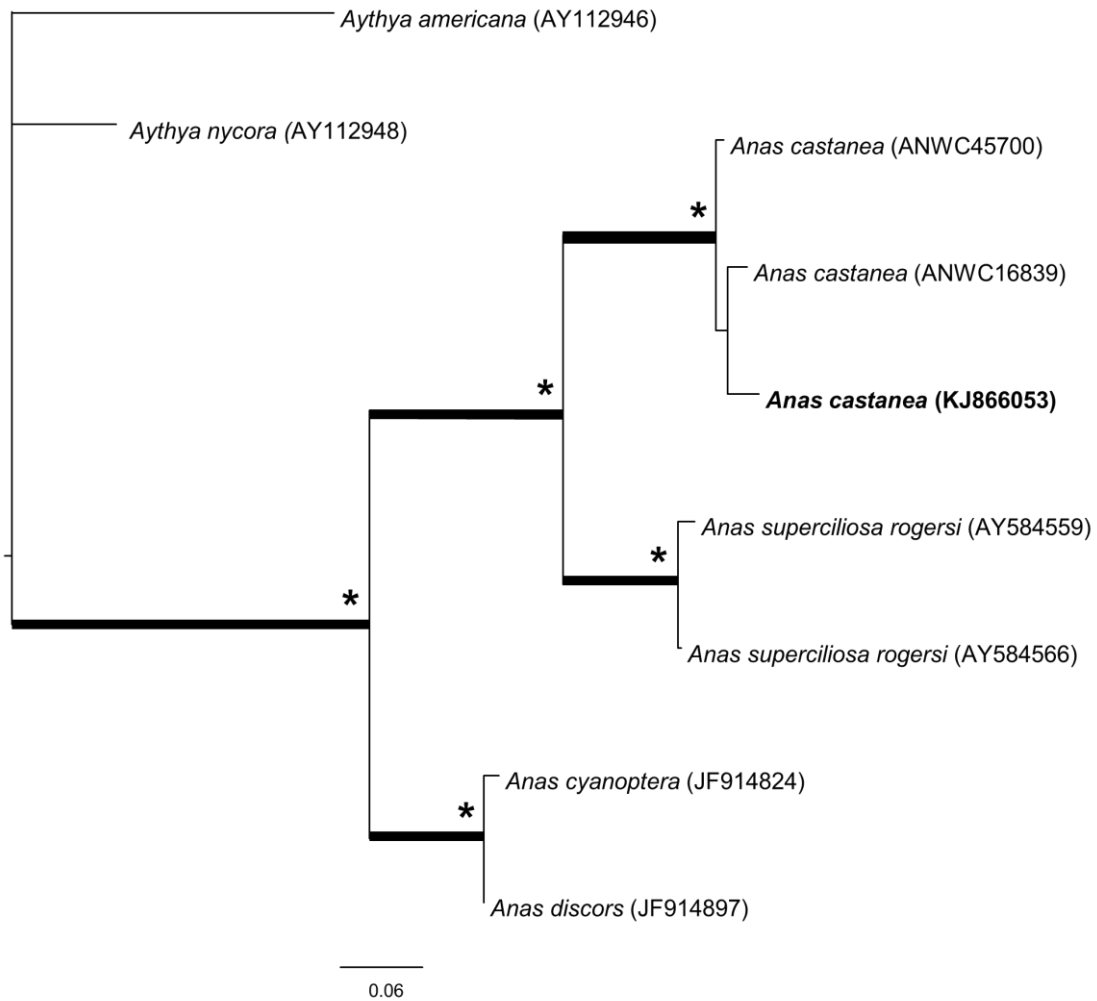 Aythya americana (AY112946)
Aythya nycora (AY112948)
Anas castanea (ANWC45700)
*
Anas castanea (ANWC16839)
*
Anas castanea (KJ866053)
Anas superciliosa rogersi (AY584559)
*
*
Anas superciliosa rogersi (AY584566)
Anas cyanoptera (JF914824)
*
Anas discors (JF914897)
0.06